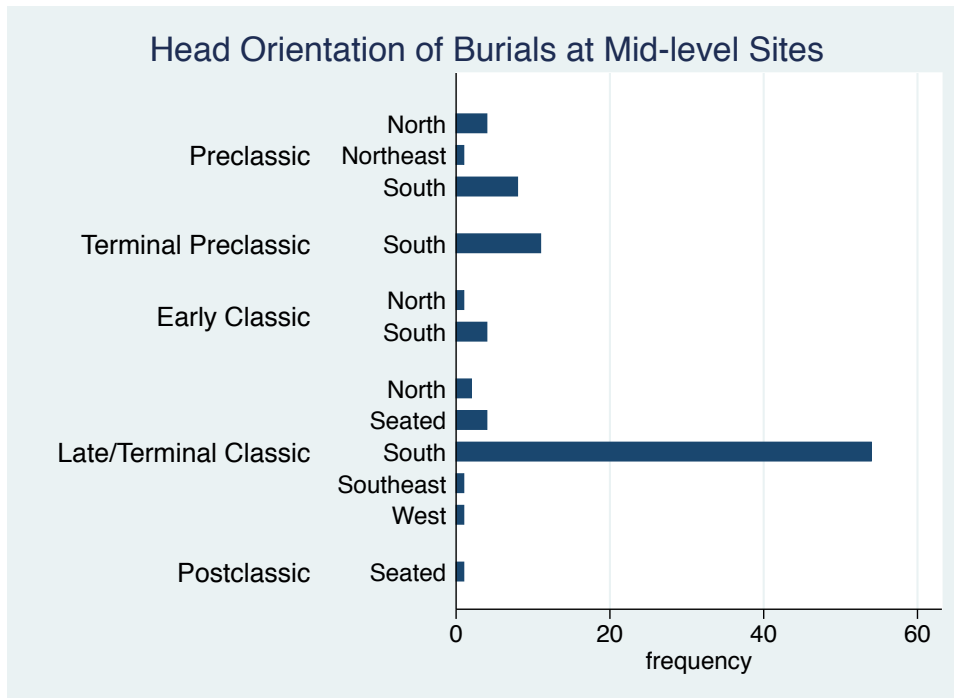 Head Orientation of Burials at Mid-level Sites
North
Preclassic Northeast
South
Terminal Preclassic South
North
Early Classic
South
North
Seated
Late/Terminal Classic South
Southeast
West
Postclassic Seated
0 20 40 60
frequency